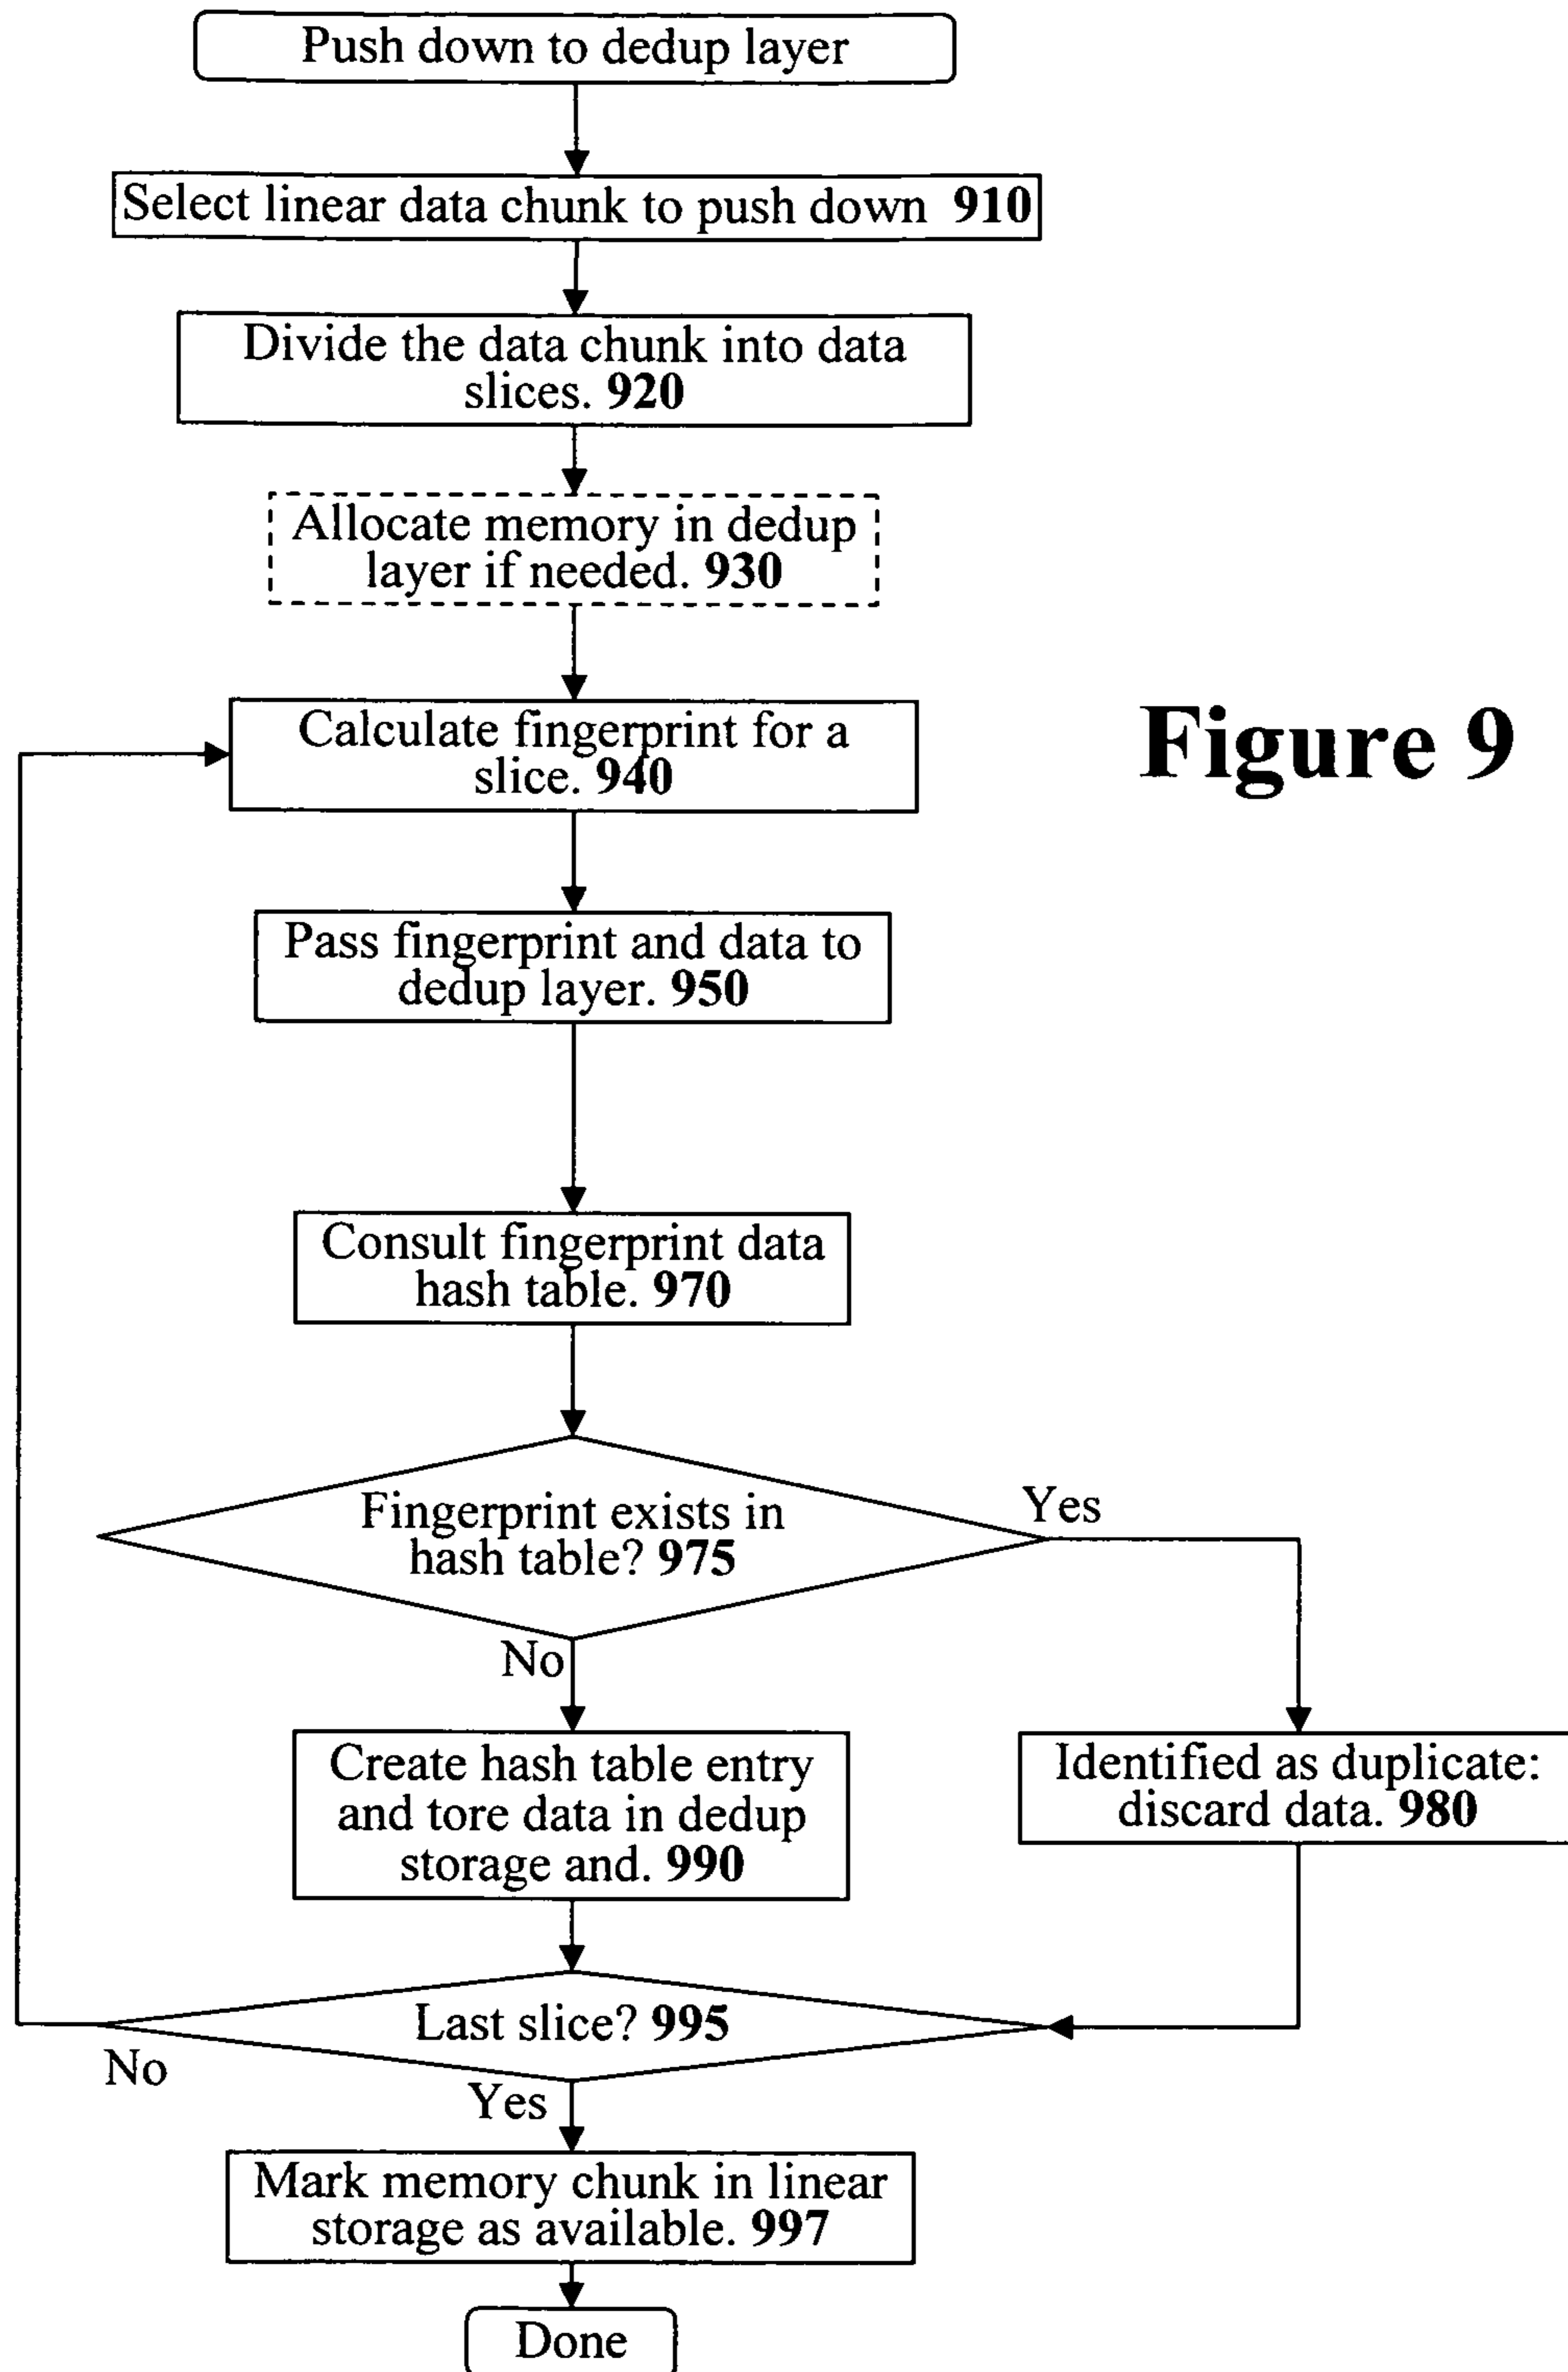 Push down to dedup layer
Select linear data chunk to push down 910
Divide the data chunk into data
slices. 920
Allocate memory in dedup
layer if needed. 930
Calculate fingerprint for a
slice. 940
Figure 9
Pass fingerprint and data to
dedup layer. 950
Consult fingerprint data
hash table. 970
Fingerprint exists in
hash table? 975
Yes
No
Create hash table entry
and tore data in dedup
storage and. 990
Identified as duplicate:
discard data. 980
Last slice? 995
No
Yes
Mark memory chunk in linear
storage as available. 997
Done